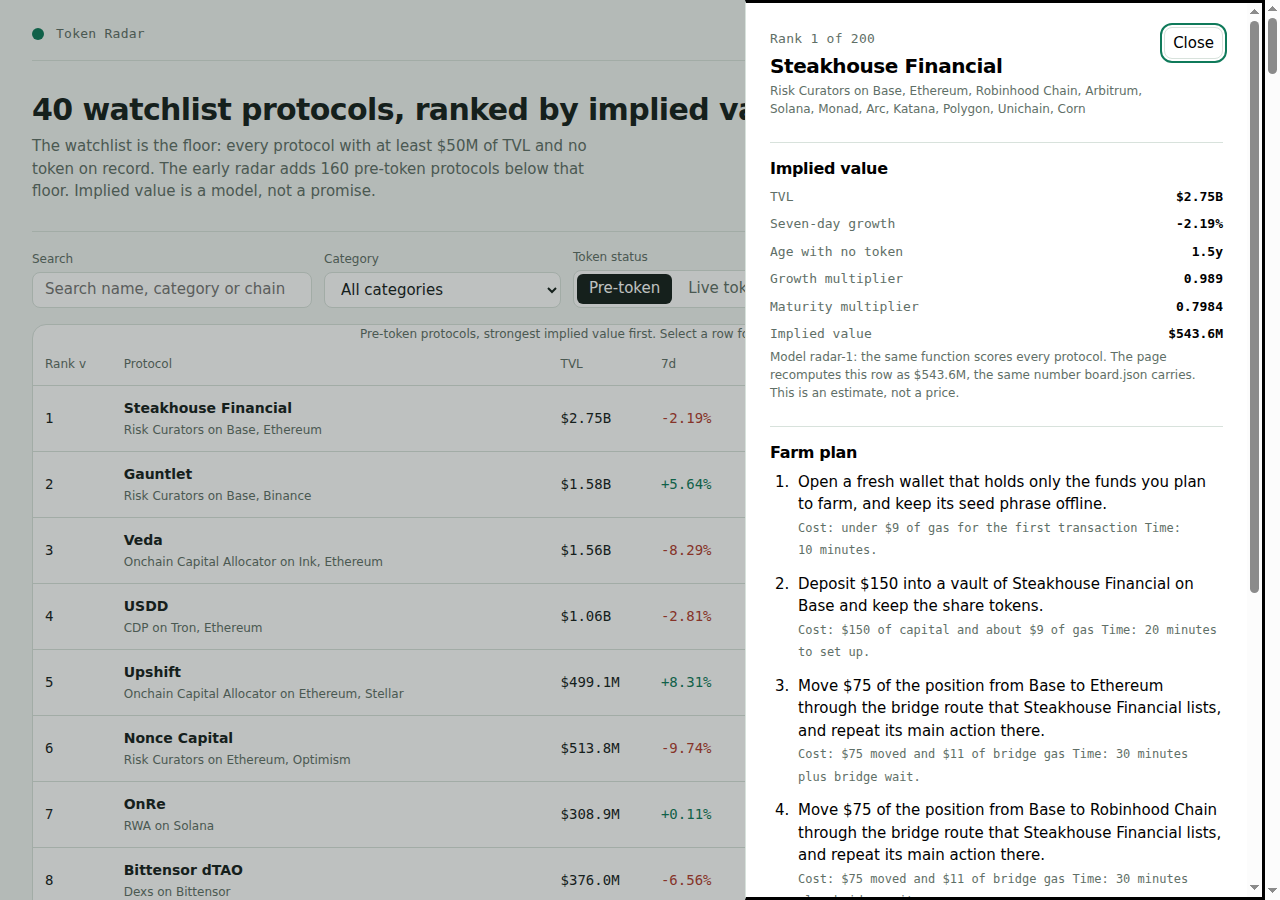 Token Radar
40 watchlist protocols, ranked by implied va
The watchlist is the floor: every protocol with at least $50M of TVL and no
token on record. The early radar adds 160 pre-token protocols below that
floor. Implied value is a model, not a promise.
Search
Category
Token status
Search name, category or chain
All categories
Pre-token
Live tok
Pre-token protocols, strongest implied value first. Select a row fo
Rank v
Protocol
TVL
7d
1
Steakhouse Financial
Risk Curators on Base, Ethereum
$2.75B
-2.19%
2
Gauntlet
Risk Curators on Base, Binance
$1.58B
+5.64%
3
Veda
Onchain Capital Allocator on Ink, Ethereum
$1.56B
-8.29%
4
USDD
CDP on Tron, Ethereum
$1.06B
-2.81%
5
Upshift
Onchain Capital Allocator on Ethereum, Stellar
$499.1M
+8.31%
6
Nonce Capital
Risk Curators on Ethereum, Optimism
$513.8M
-9.74%
7
OnRe
RWA on Solana
$308.9M
+0.11%
8
Bittensor dTAO
Dexs on Bittensor
$376.0M
-6.56%
Rank 1 of 200
Close
Steakhouse Financial
Risk Curators on Base, Ethereum, Robinhood Chain, Arbitrum,
Solana, Monad, Arc, Katana, Polygon, Unichain, Corn
Implied value
TVL
$2.75B
Seven-day growth
-2.19%
Age with no token
1.5y
Growth multiplier
0.989
Maturity multiplier
0.7984
Implied value
$543.6M
Model radar-1: the same function scores every protocol. The page
recomputes this row as $543.6M, the same number board.json carries.
This is an estimate, not a price.
Farm plan
1. Open a fresh wallet that holds only the funds you plan
to farm, and keep its seed phrase offline.
Cost: under $9 of gas for the first transaction Time:
10 minutes.
2. Deposit $150 into a vault of Steakhouse Financial on
Base and keep the share tokens.
Cost: $150 of capital and about $9 of gas Time: 20 minutes
to set up.
3. Move $75 of the position from Base to Ethereum
through the bridge route that Steakhouse Financial lists,
and repeat its main action there.
Cost: $75 moved and $11 of bridge gas Time: 30 minutes
plus bridge wait.
4. Move $75 of the position from Base to Robinhood Chain
through the bridge route that Steakhouse Financial lists,
and repeat its main action there.
Cost: $75 moved and $11 of bridge gas Time: 30 minutes